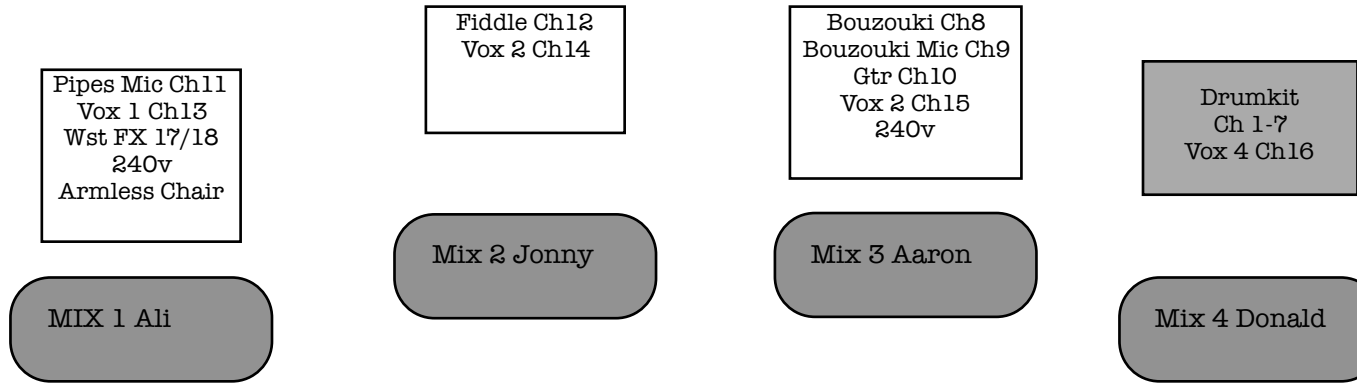 Pipes Mic Ch11
Vox 1 Ch13
Wst FX 17/18
240v
Armless Chair
Fiddle Ch12
Vox 2 Ch14
Bouzouki Ch8
Bouzouki Mic Ch9
Gtr Ch10
Vox 2 Ch15
240v
Drumkit
Ch 1-7
Vox 4 Ch16
MIX 1 Ali
Mix 2 Jonny
Mix 3 Aaron
Mix 4 Donald